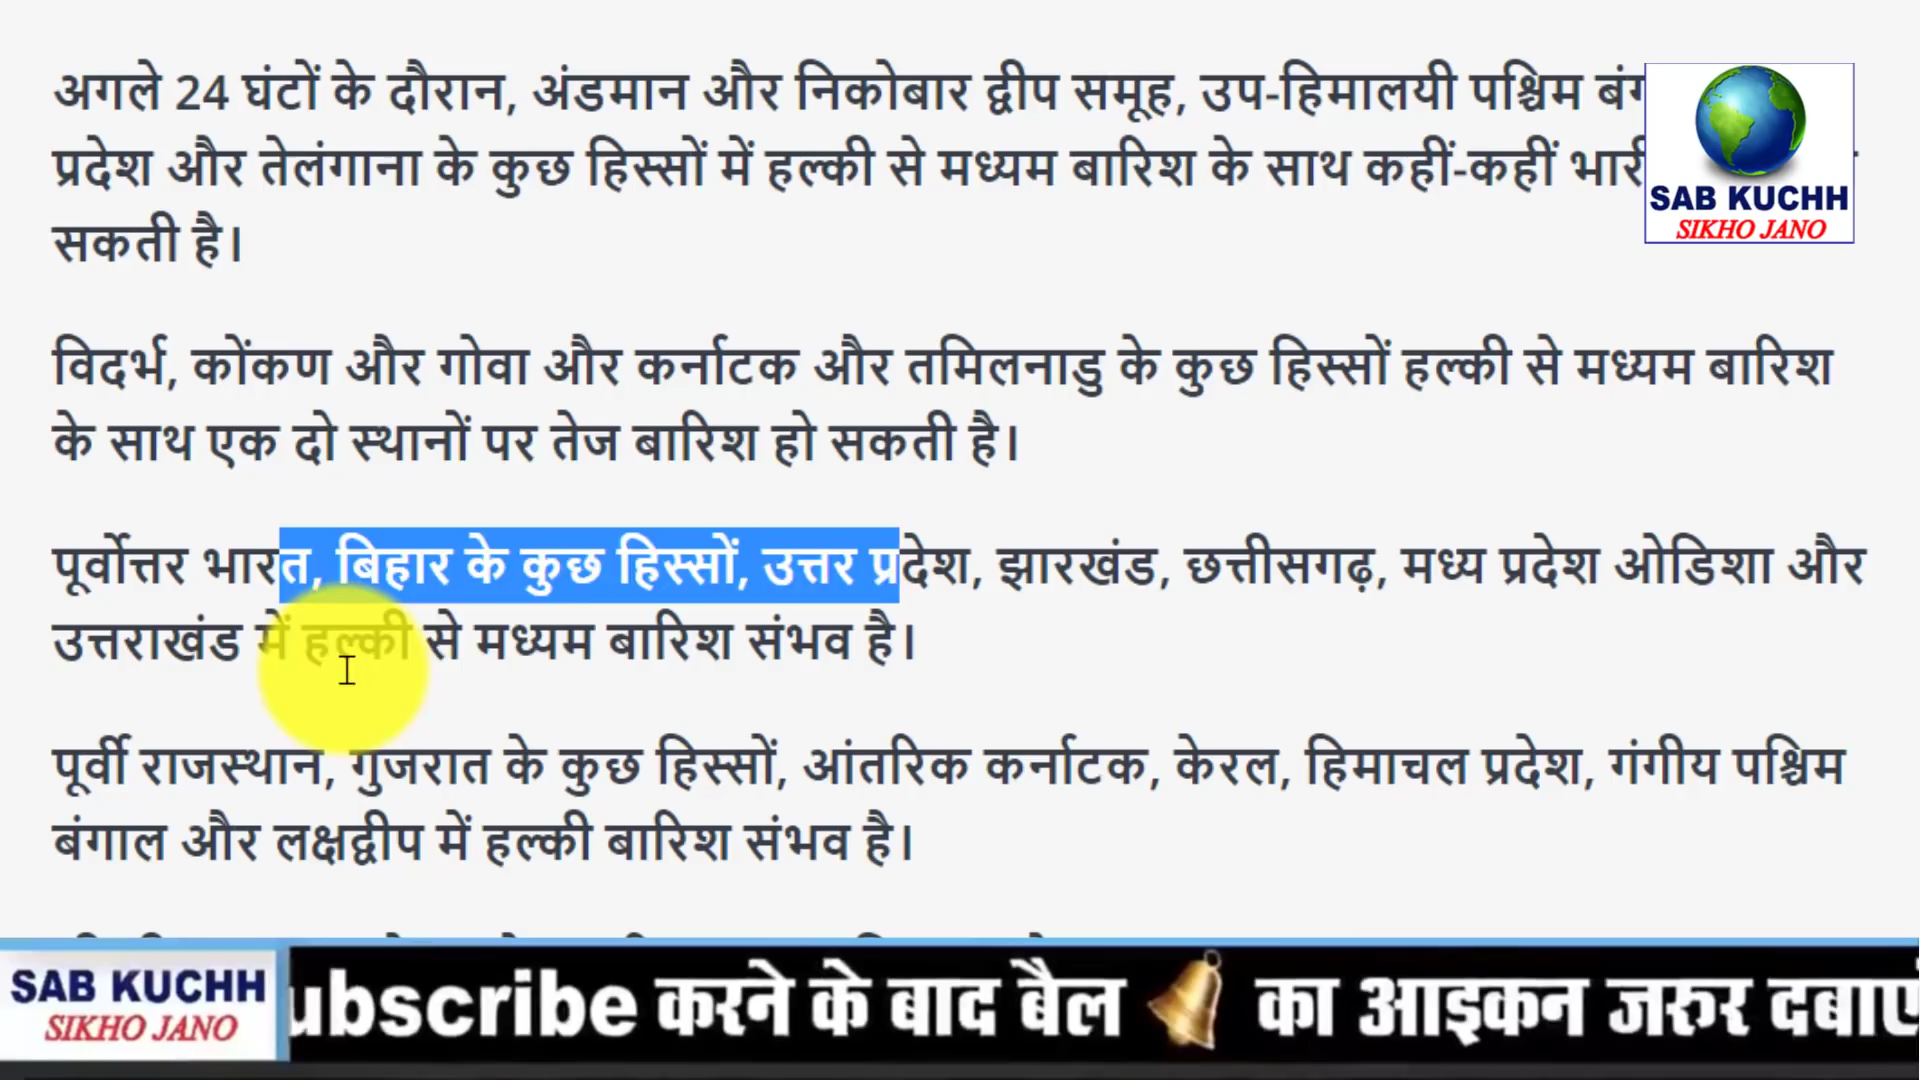 अगले 24 घंटों के दौरान, अंडमान और निकोबार द्वीप समूह, उप-हिमालयी पश्चिम
प्रदेश और तेलंगाना के कुछ हिस्सों में हल्की से मध्यम बारिश के साथ कहीं-कहीं
सकती है।
SAB KUCHH
SIKHO JANO
विदर्भ, कोंकण और गोवा और कर्नाटक और तमिलनाडु के कुछ हिस्सों हल्की से मध्यम बारिश
के साथ एक दो स्थानों पर तेज बारिश हो सकती है।
पूर्वोत्तर भारत, बिहार के कुछ हिस्सों, उत्तर प्रदेश, झारखंड, छत्तीसगढ़, मध्य प्रदेश ओडिशा और
उत्तराखंड में हल्की से मध्यम बारिश संभव है।
पूर्वी राजस्थान, गुजरात के कुछ हिस्सों, आंतरिक कर्नाटक, केरल, हिमाचल प्रदेश, गंगीय पश्चिम
बंगाल और लक्षद्वीप में हल्की बारिश संभव है।
SAB KUCHH
SIKHO JANO
ubscribe करने के बाद बैल का आइकन जरुर दबाएं